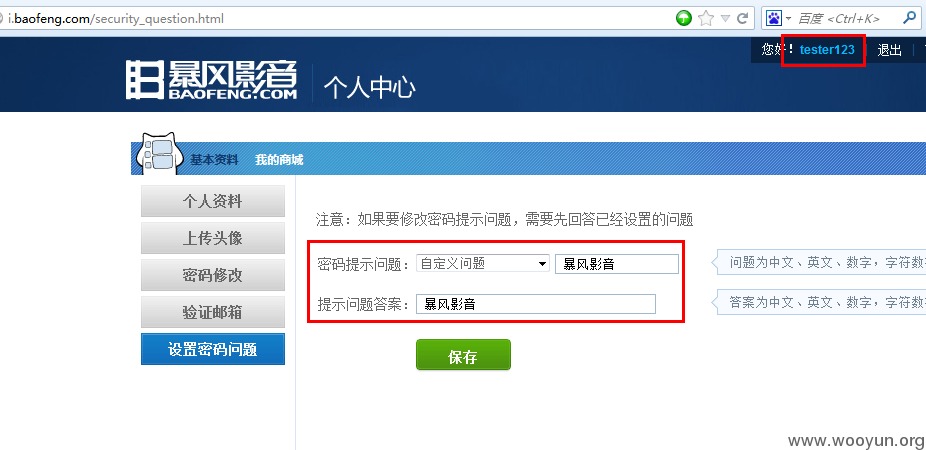 i.baofeng.com/security_question.html
百度 <Ctrl+K>
您好! tester123 退出
暴风影音
BAOFENG.COM
个人中心
基本资料 我的商城
个人资料
上传头像
密码修改
验证邮箱
设置密码问题
注意：如果要修改密码提示问题，需要先回答已经设置的问题
密码提示问题： 自定义问题 暴风影音
问题为中文、英文、数字，字符数
提示问题答案： 暴风影音
答案为中文、英文、数字，字符数
保存
www.wooyun.org